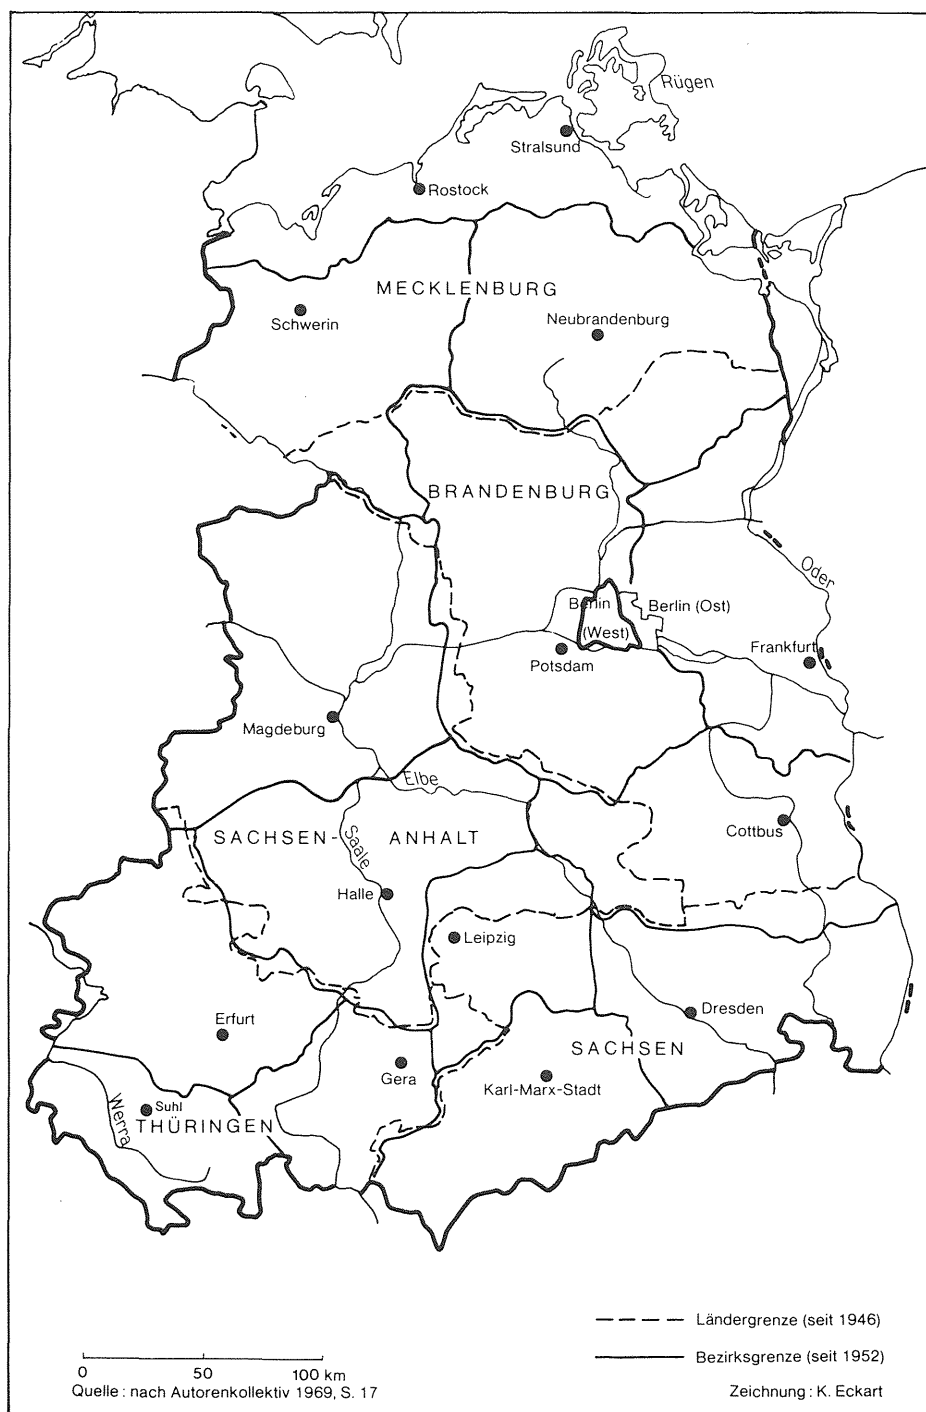 Rügen
Stralsund
Rostock
MECKLENBURG
Schwerin
Neubrandenburg
BRANDENBURG
Oder
Berlin
(West)
Berlin (Ost)
Frankfurt
Potsdam
Magdeburg
Elbe
SACHSEN-
ANHALT
Saale
Cottbus
Halle
Leipzig
Dresden
Erfurt
SACHSEN
Gera
Karl-Marx-Stadt
Suhl
Werra
THÜRINGEN
Ländergrenze (seit 1946)
Bezirksgrenze (seit 1952)
0 50 100 km
Quelle: nach Autorenkollektiv 1969, S. 17
Zeichnung: K. Eckart